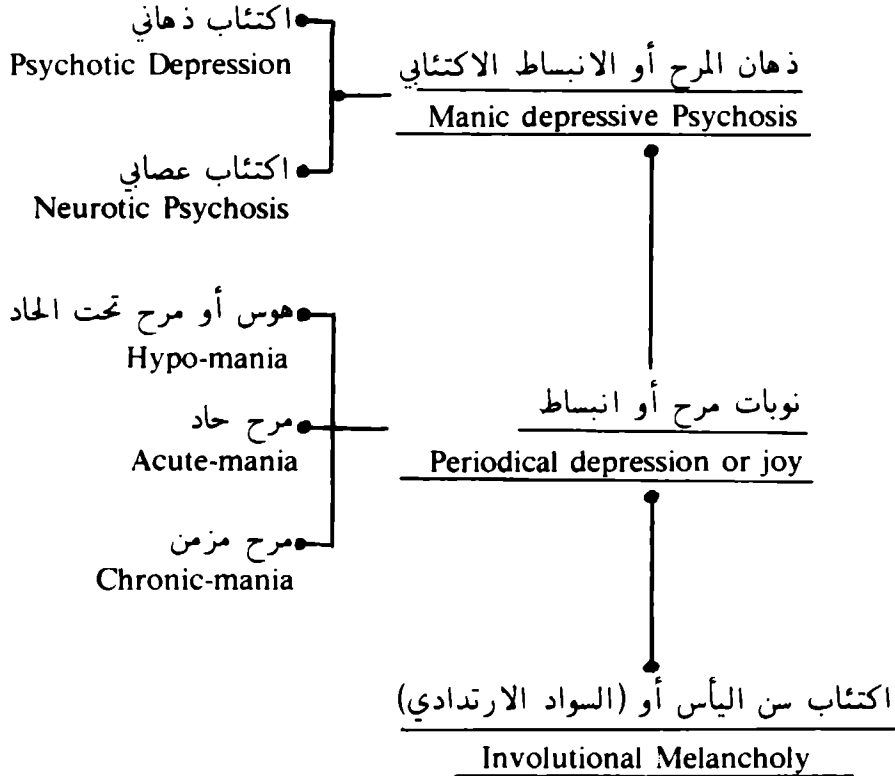 ذهان المرح أو الانبساط الاكتئابي
Manic depressive Psychosis
اكتئاب ذهاني
Psychotic Depression
اكتئاب عصابي
Neurotic Psychosis
نوبات مرح أو انبساط
Periodical depression or joy
هوس أو مرح تحت الحاد
Hypo-mania
مرح حاد
Acute-mania
مرح مزمن
Chronic-mania
اكتئاب سن اليأس أو (السواد الارتدادي)
Involutional Melancholy